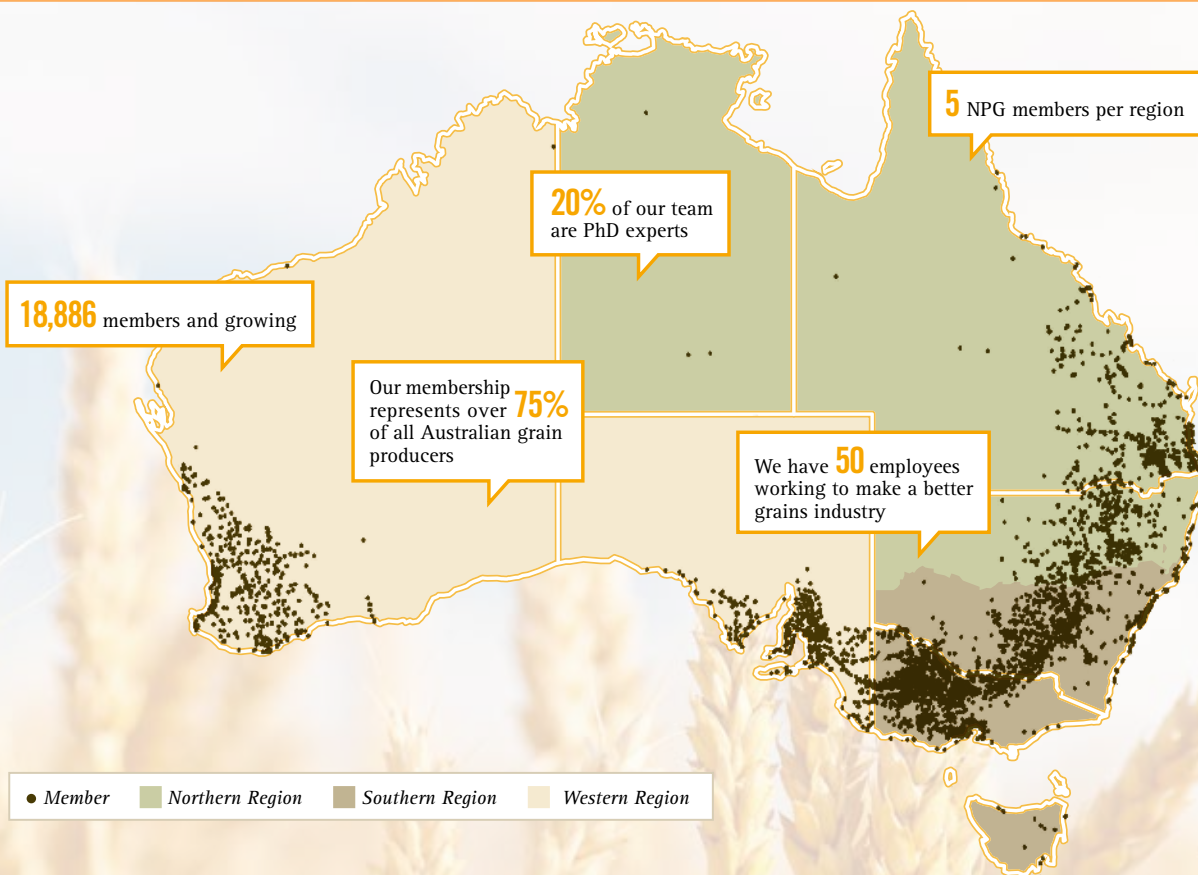 5 NPG members per region
20% of our team
are PhD experts
18,886 members and growing
Our membership
represents over 75%
of all Australian grain
producers
We have 50 employees
working to make a better
grains industry
Member Northern Region Southern Region Western Region